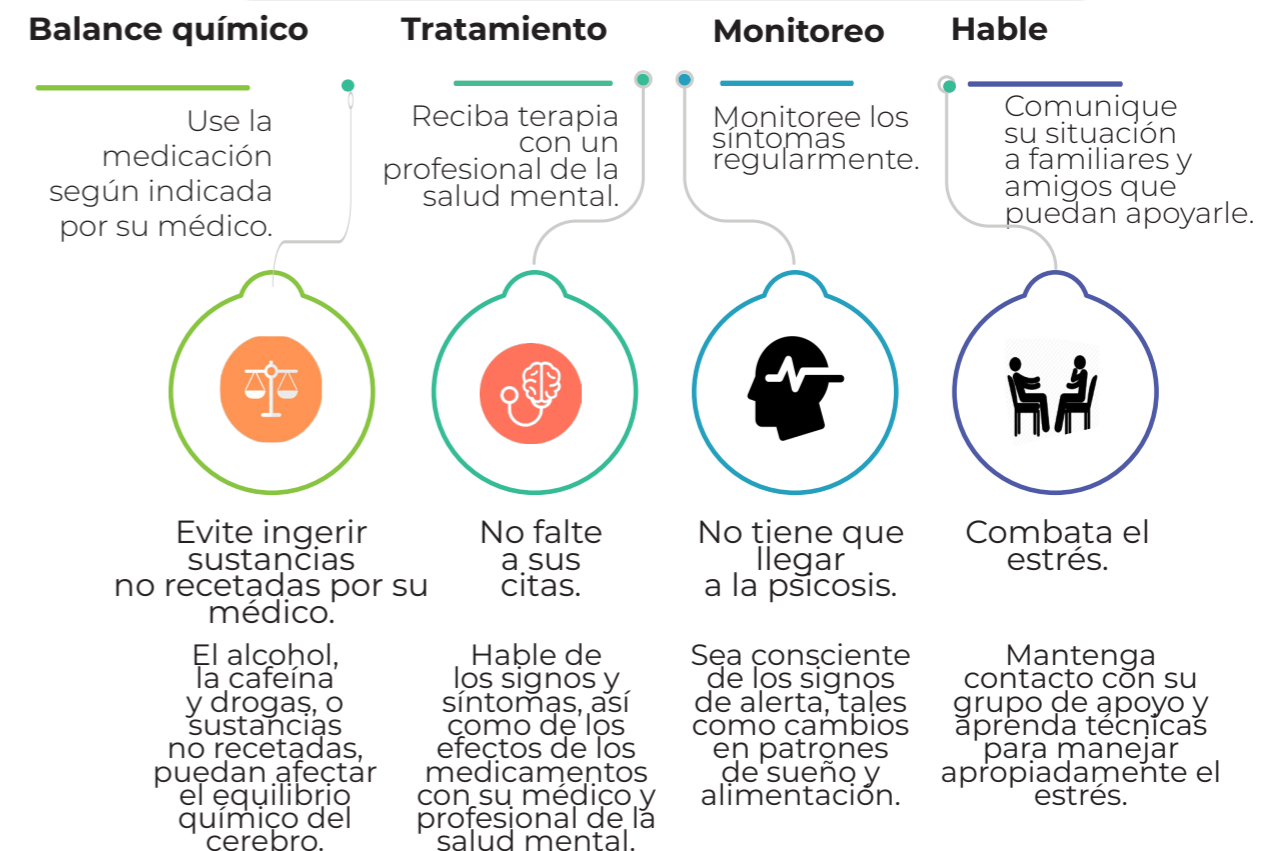 Balance químico
Use la
medicación
según indicada
por su médico.
Evite ingerir
sustancias
no recetadas por su
médico.
El alcohol,
la cafeína
y drogas, o
sustancias
no recetadas,
puedan afectar
el equilibrio
químico del
cerebro.
Tratamiento
Reciba terapia
con un
profesional de la
salud mental.
No falte
a sus
citas.
Hable de
los signos y
síntomas, así
como de los
efectos de los
medicamentos
con su médico y
profesional de la
salud mental.
Monitoreo
Monitoree los
síntomas
regularmente.
No tiene que
llegar
a la psicosis.
Sea consciente
de los signos
de alerta, tales
como cambios
en patrones
de sueño y
alimentación.
Hable
Comunique
su situación
a familiares y
amigos que
puedan apoyarle.
Combata el
estrés.
Mantenga
contacto con su
grupo de apoyo y
aprenda técnicas
para manejar
apropiadamente el
estrés.